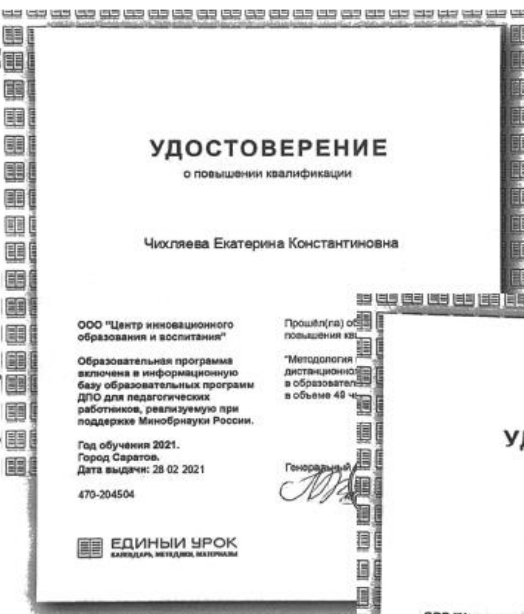 УДОСТОВЕРЕНИЕ
о повышении квалификации
Чихляева Екатерина Константиновна
ООО "Центр инновационного
образования и воспитания"
Образовательная программа
включена в информационную
базу образовательных программ
ДПО для педагогических
работников, реализуемую при
поддержке Минобрнауки России.
Год обучения 2021.
Город Саратов.
Дата выдачи: 28 02 2021
470-204504
ЕДИНЫЙ УРОК
КАЛЕНДАРЬ, МЕТОДИКИ, МАТЕРИАЛЫ
Прошёл(ла)
повышения
"Методология
в объеме 49
Генеральный